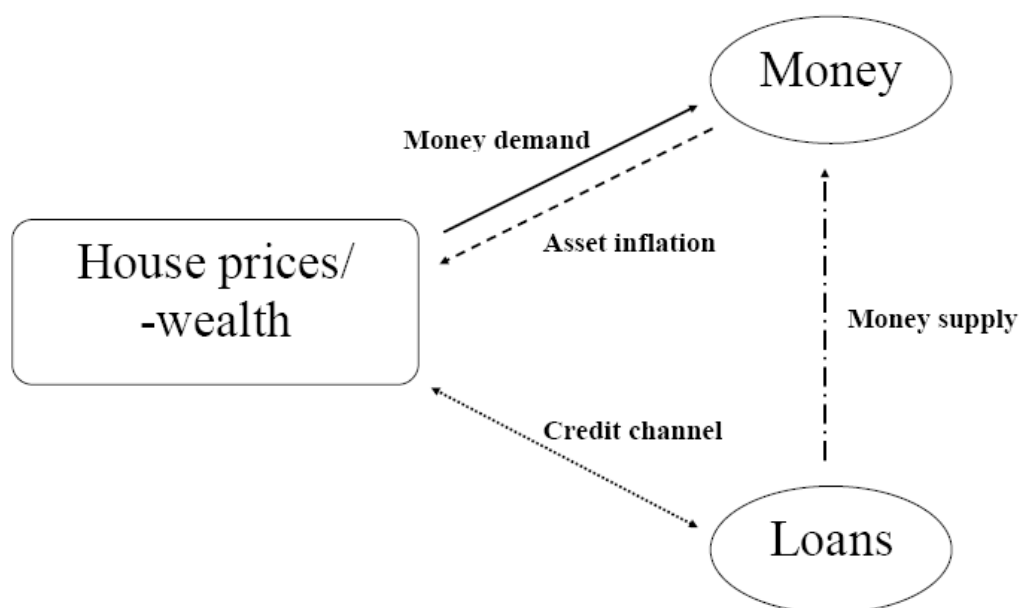 Money
Money demand
Asset inflation
House prices/
-wealth
Money supply
Credit channel
Loans